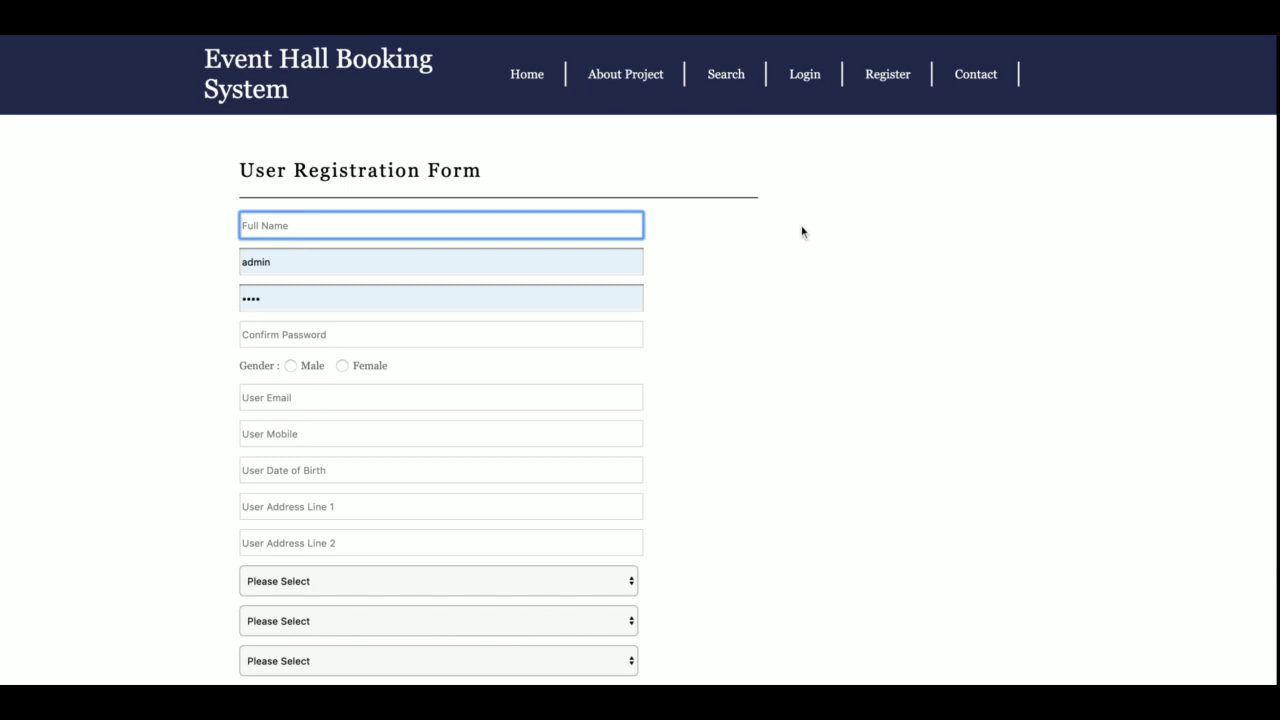 Event Hall Booking
System
Home
About Project
Search
Login
Register
Contact
User Registration Form
Full Name
admin
••••
Confirm Password
Gender : Male Female
User Email
User Mobile
User Date of Birth
User Address Line 1
User Address Line 2
Please Select
Please Select
Please Select